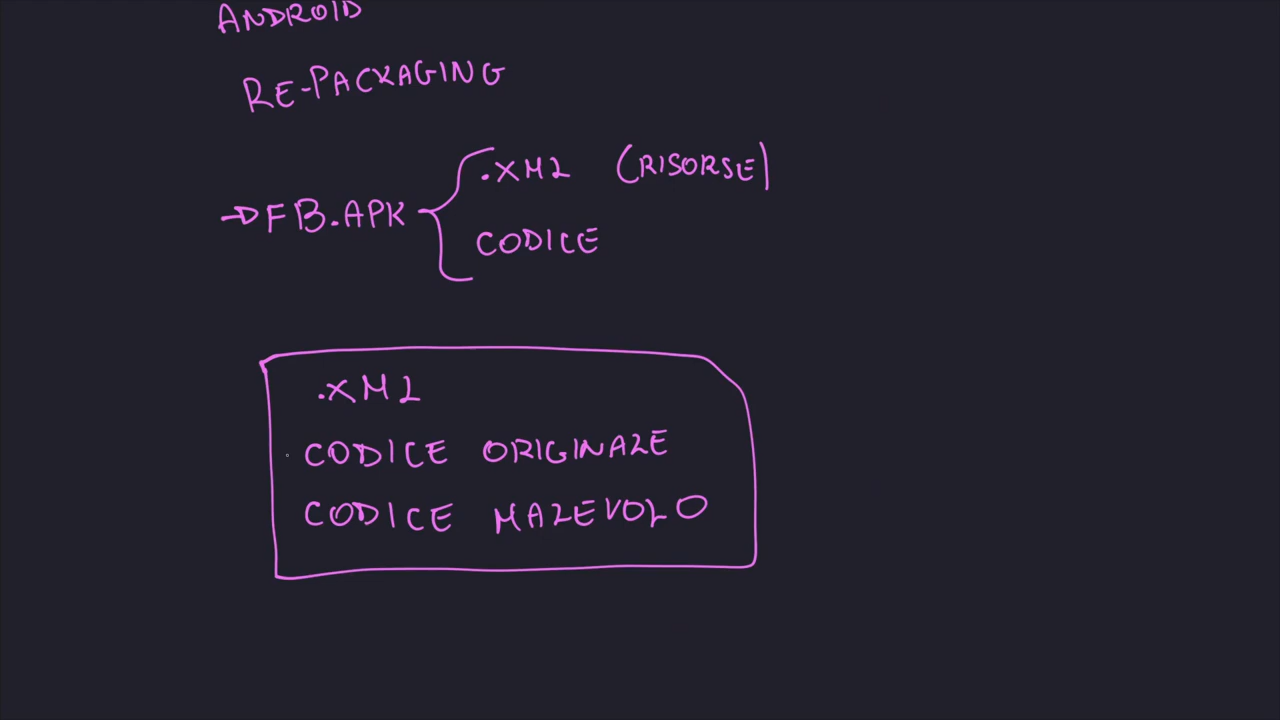 ANDROID
RE-PACKAGING
→FB.APK
.XML (RISORSE)
CODICE
.XML
CODICE ORIGINALE
CODICE MALEVOLO